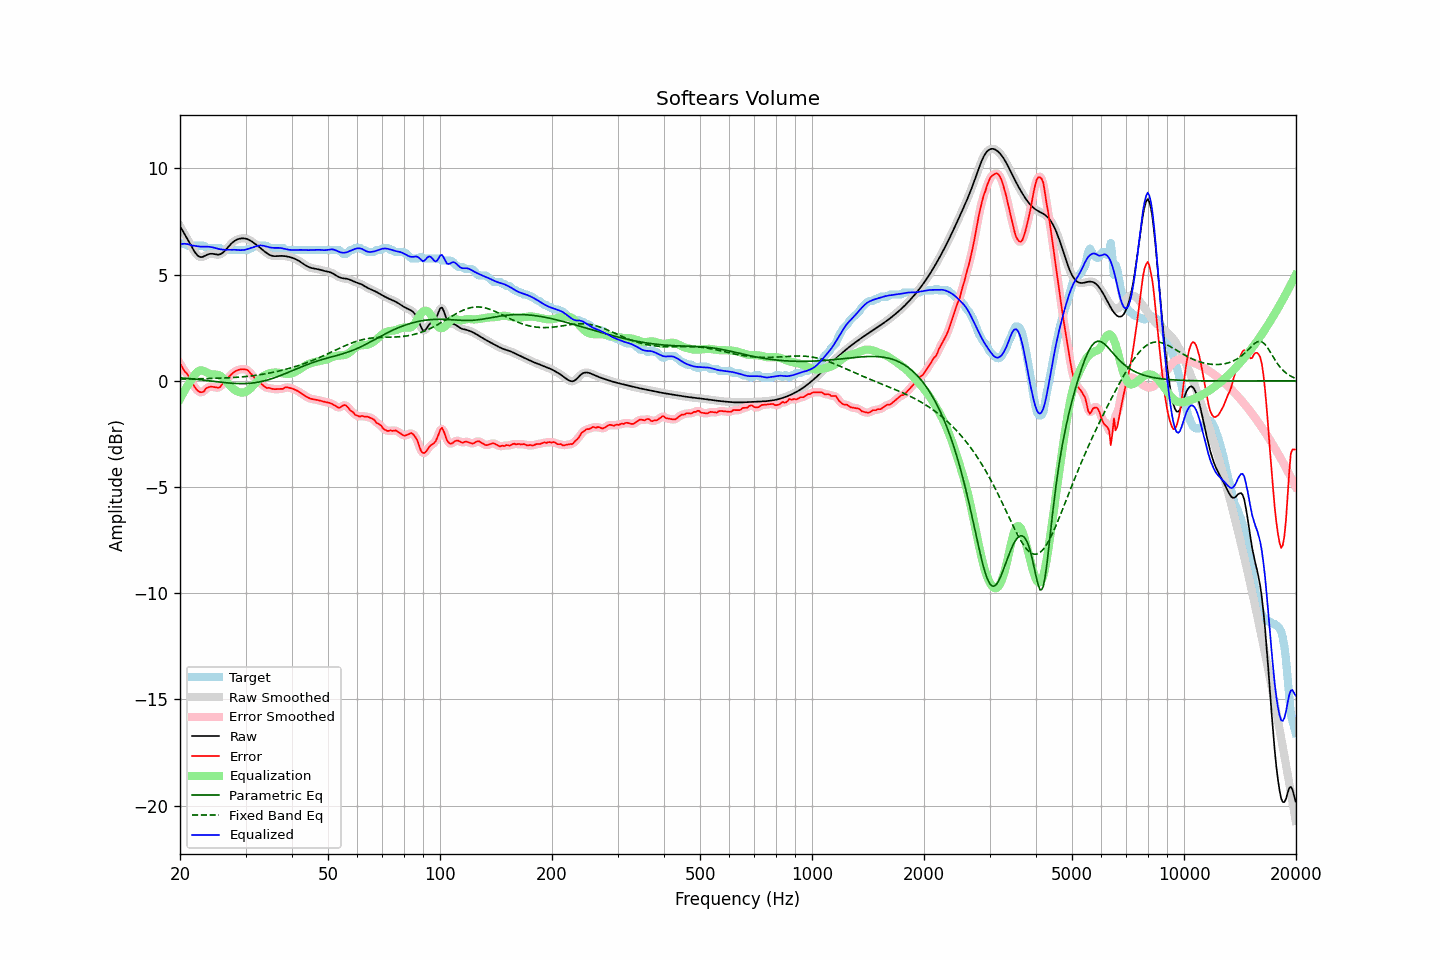 Softears Volume
10
5
0
−5
−10
−15
−20
Amplitude (dBr)
Target
Raw Smoothed
Error Smoothed
Raw
Error
Equalization
Parametric Eq
Fixed Band Eq
Equalized
20 50 100 200 500 1000 2000 5000 10000 20000
Frequency (Hz)